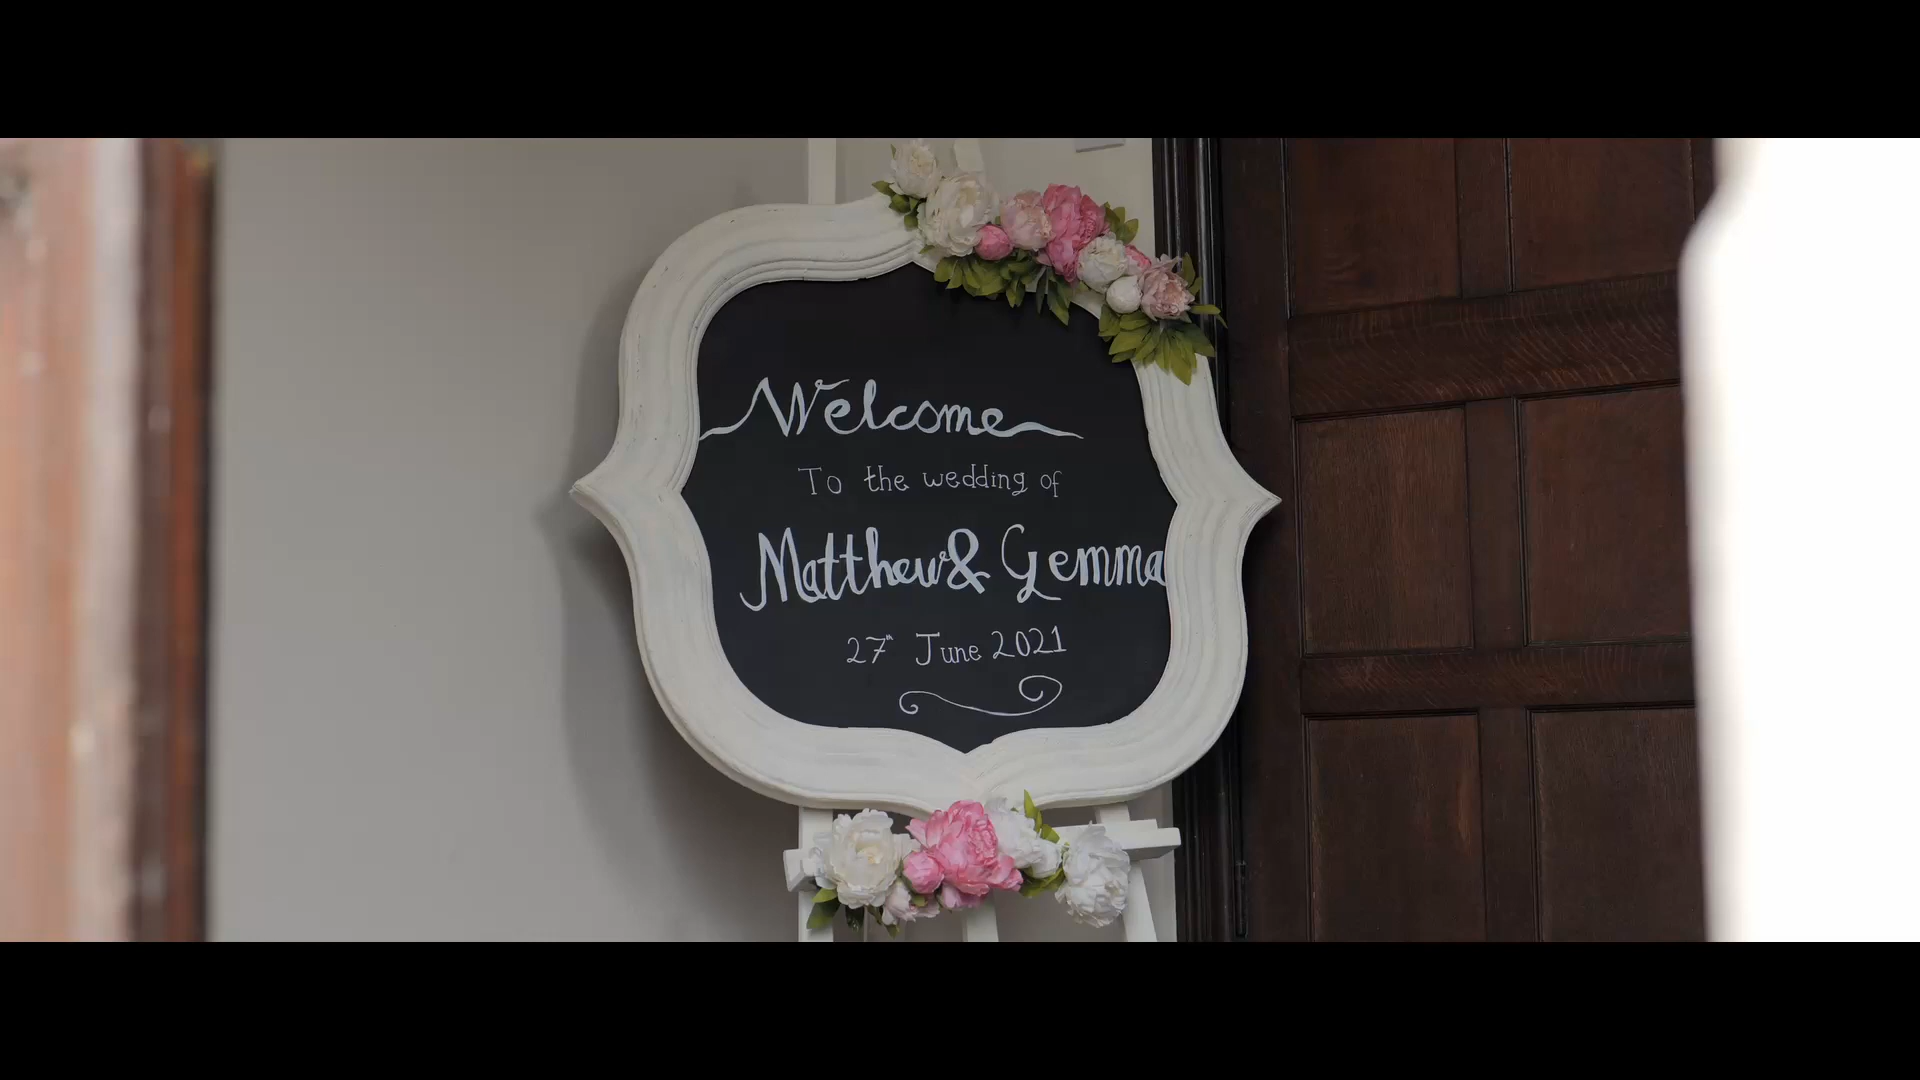 Welcome
To the wedding of
Matthew & Gemma
27th June 2021